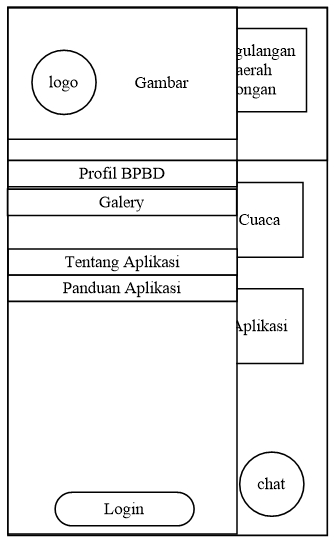 logo
Gambar
gulangan
aerah
ongan
Profil BPBD
Galery
Cuaca
Tentang Aplikasi
Panduan Aplikasi
Aplikasi
chat
Login